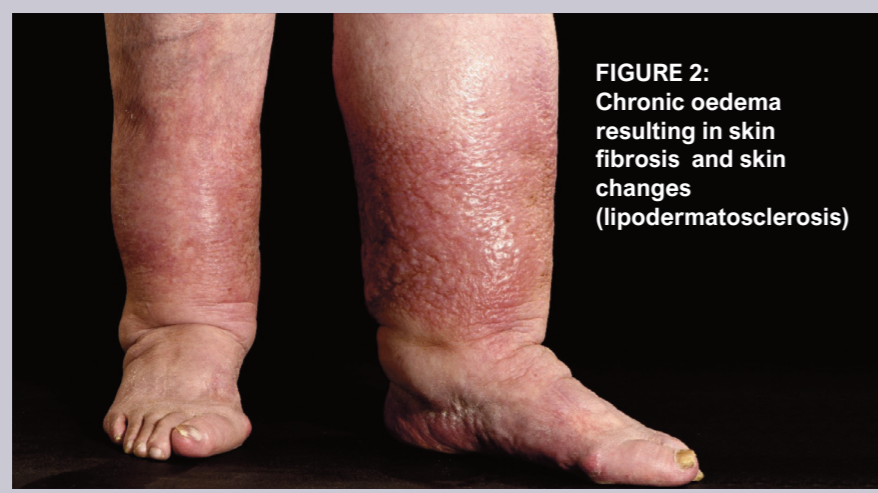 FIGURE 2:
Chronic oedema
resulting in skin
fibrosis  and skin
changes
(lipodermatosclerosis)